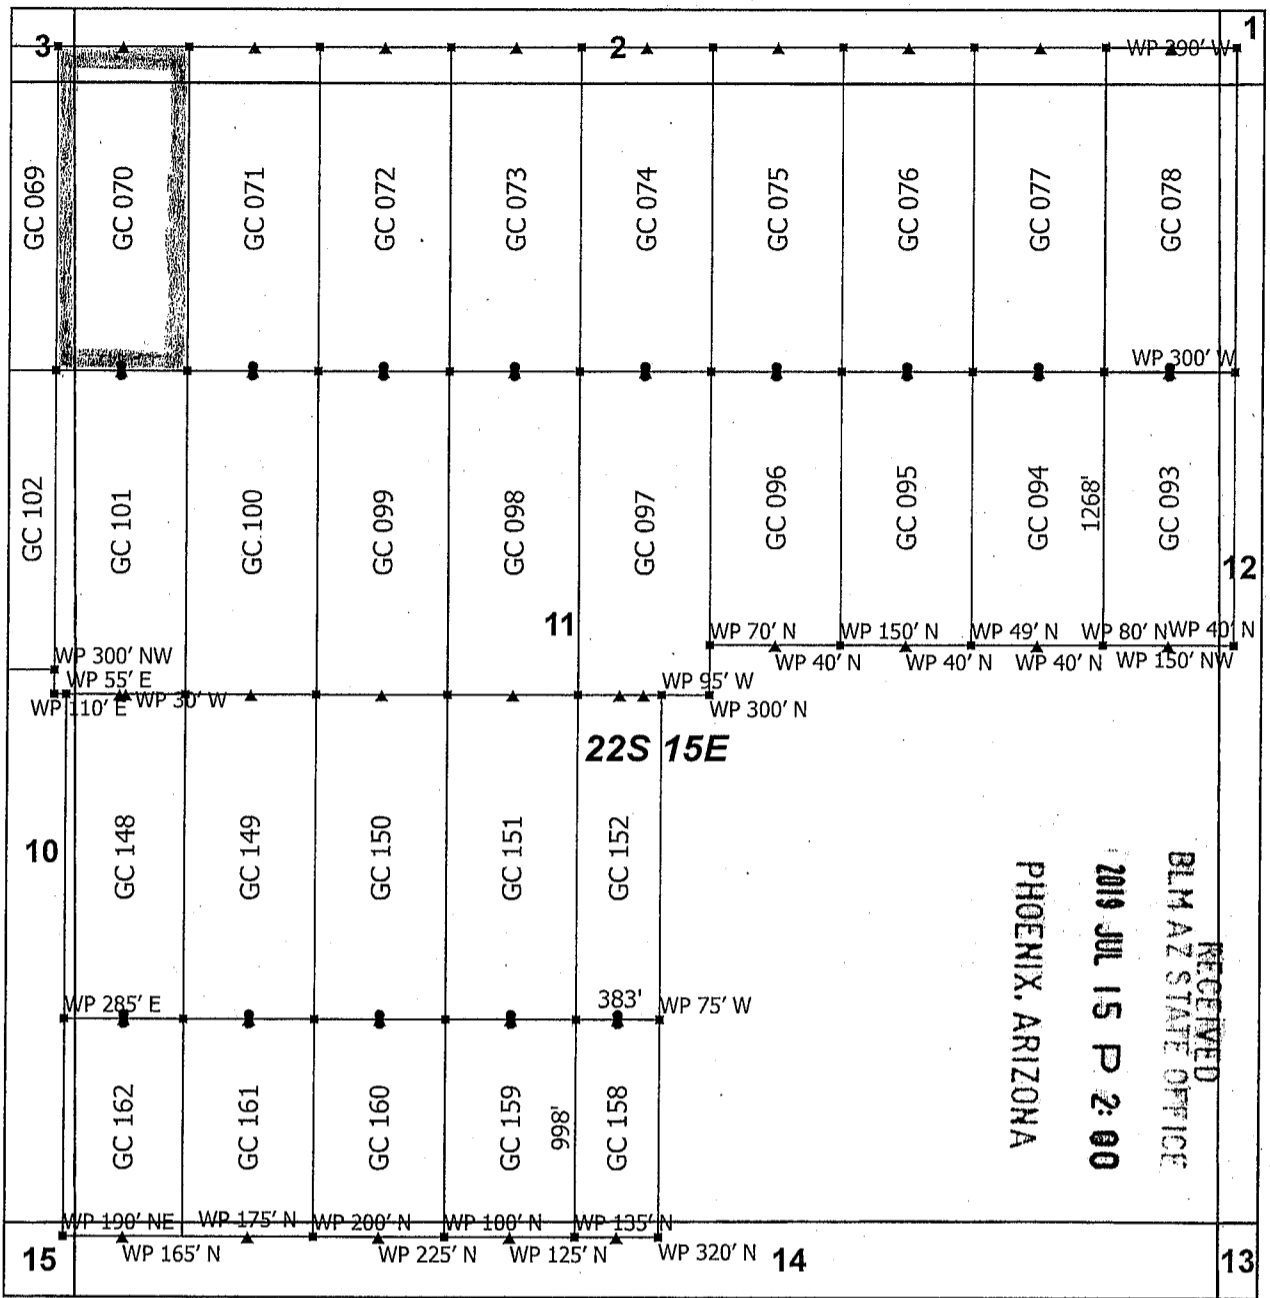 3
2
1
WP 290' W
GC 069
GC 070
GC 071
GC 072
GC 073
GC 074
GC 075
GC 076
GC 077
GC 078
WP 300' W
GC 102
GC 101
GC 100
GC 099
GC 098
GC 097
GC 096
GC 095
GC 094
1268'
GC 093
12
11
WP 70' N
WP 150' N
WP 49' N
WP 80' N
WP 40' N
WP 40' N
WP 40' N
WP 40' N
WP 150' NW
WP 300' NW
WP 55' E
WP 110' E
WP 30' W
WP 95' W
WP 300' N
22S 15E
10
GC 148
GC 149
GC 150
GC 151
GC 152
WP 285' E
383'
WP 75' W
GC 162
GC 161
GC 160
GC 159
998'
GC 158
RECEIVED
BLM AZ STATE OFFICE
2019 JUL 15 P 2:00
PHOENIX, ARIZONA
WP 190' NE
WP 175' N
WP 200' N
WP 100' N
WP 135' N
WP 165' N
WP 225' N
WP 125' N
WP 320' N
15
14
13